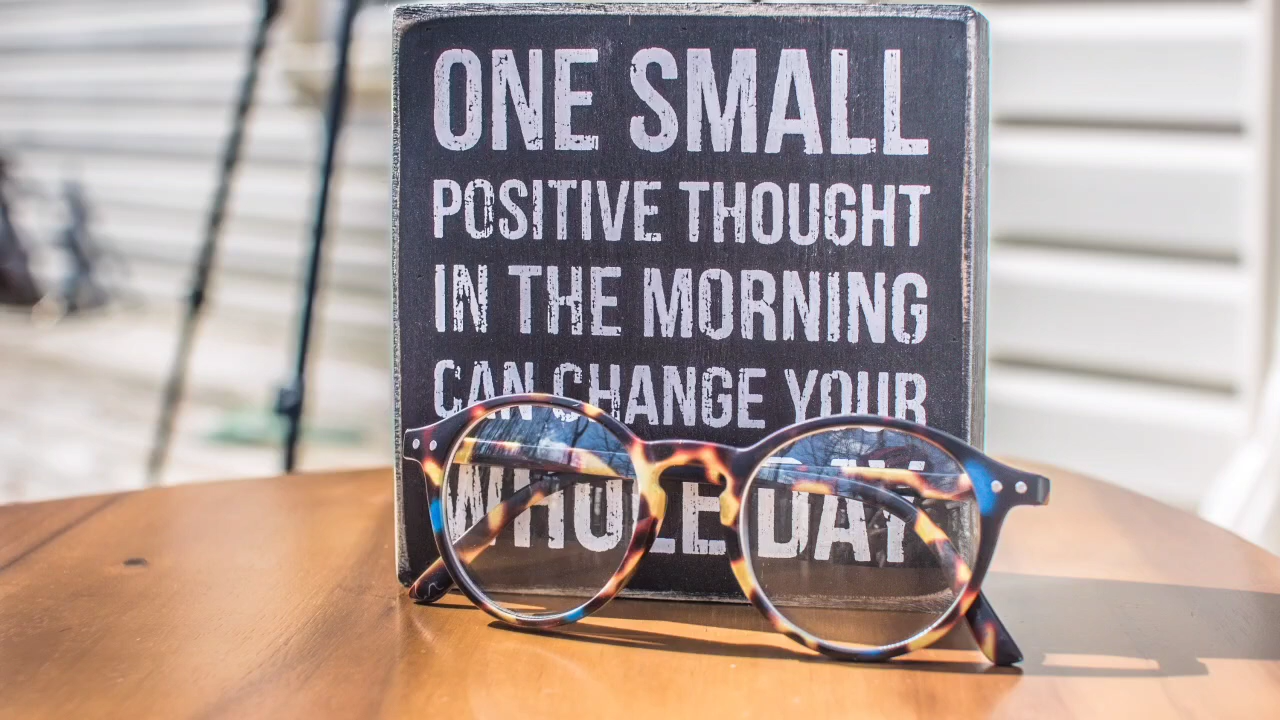 ONE SMALL
POSITIVE THOUGHT
IN THE MORNING
CAN CHANGE YOUR
WHOLE DAY